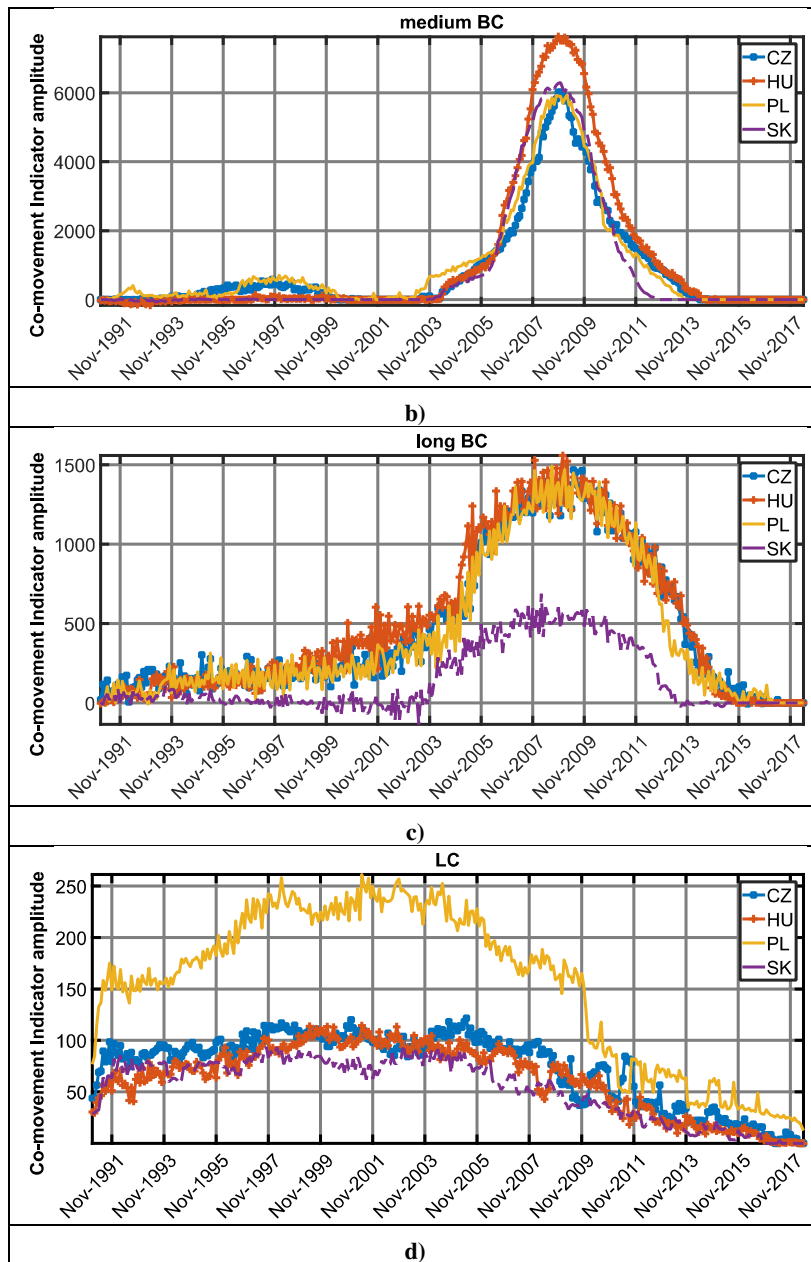 medium BC
Co-movement Indicator amplitude
6000
4000
2000
0
CZ
HU
PL
SK
Nov-1991
Nov-1993
Nov-1995
Nov-1997
Nov-1999
Nov-2001
Nov-2003
Nov-2005
Nov-2007
Nov-2009
Nov-2011
Nov-2013
Nov-2015
Nov-2017
b)
long BC
Co-movement Indicator amplitude
1500
1000
500
0
CZ
HU
PL
SK
Nov-1991
Nov-1993
Nov-1995
Nov-1997
Nov-1999
Nov-2001
Nov-2003
Nov-2005
Nov-2007
Nov-2009
Nov-2011
Nov-2013
Nov-2015
Nov-2017
c)
LC
Co-movement Indicator amplitude
250
200
150
100
50
CZ
HU
PL
SK
Nov-1991
Nov-1993
Nov-1995
Nov-1997
Nov-1999
Nov-2001
Nov-2003
Nov-2005
Nov-2007
Nov-2009
Nov-2011
Nov-2013
Nov-2015
Nov-2017
d)